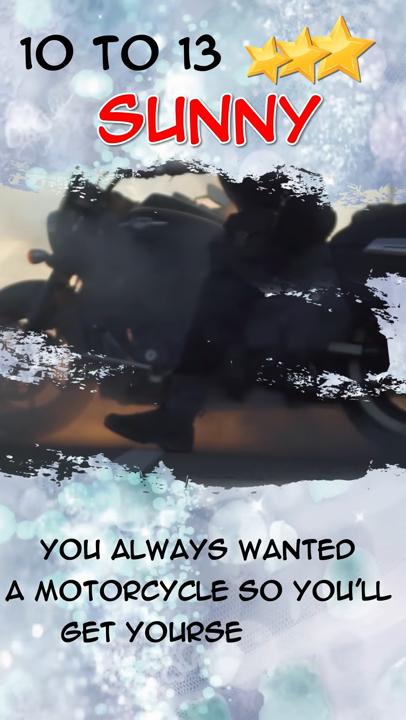 10 TO 13
SUNNY
YOU ALWAYS WANTED
A MOTORCYCLE SO YOU'LL
GET YOURSE